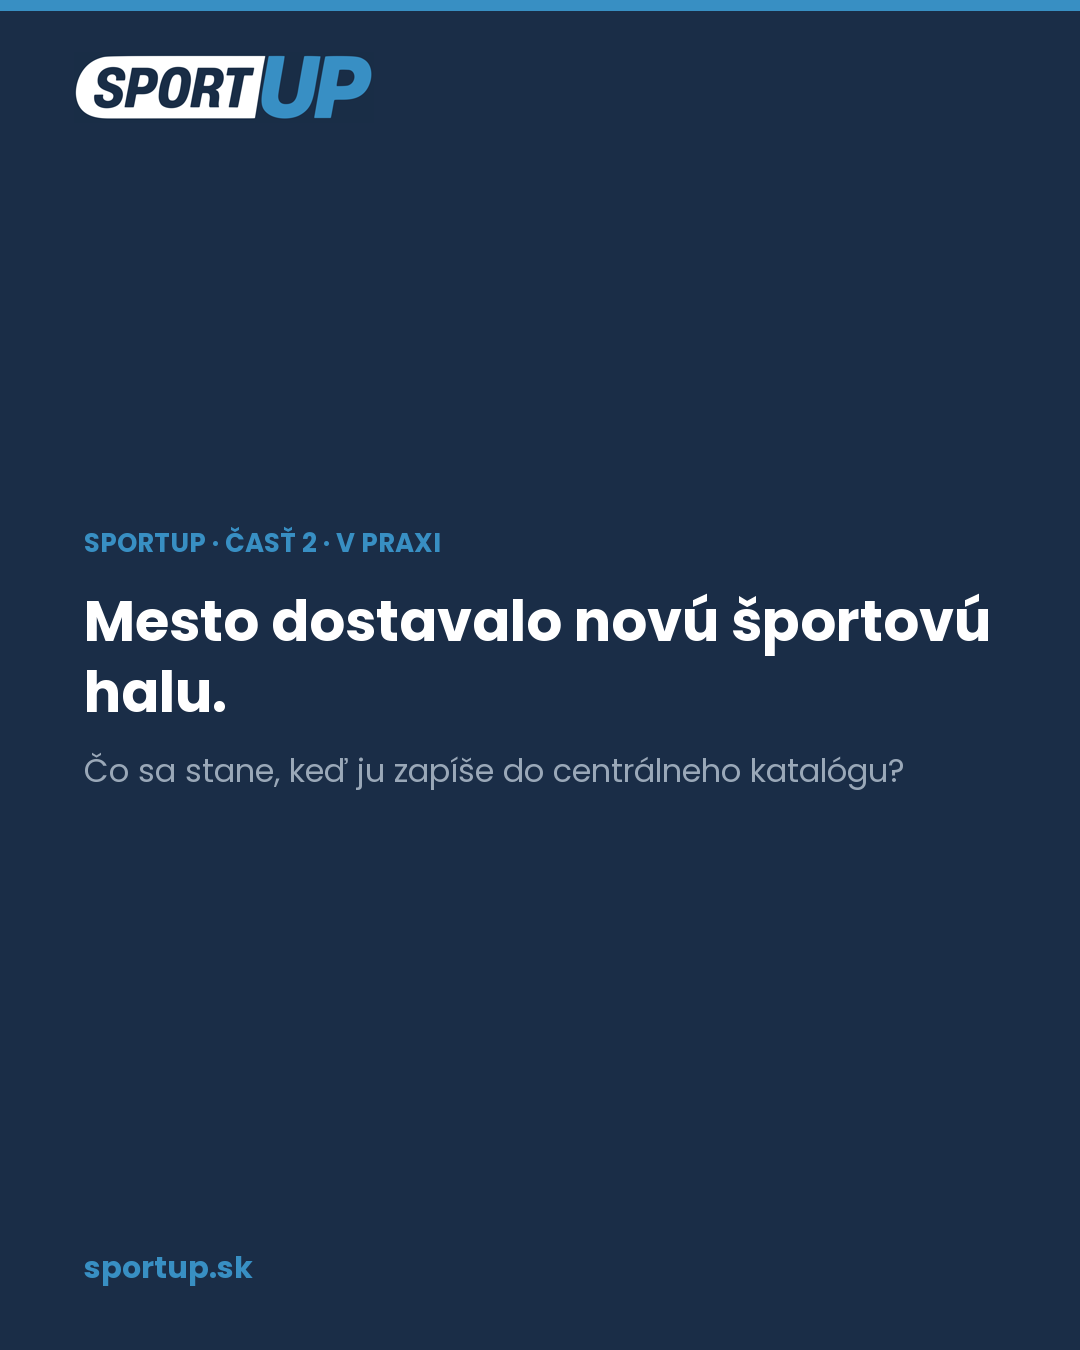 SPORTUP
SPORTUP · ČASŤ 2 · V PRAXI
Mesto dostavalo novú športovú
halu.
Čo sa stane, keď ju zapíše do centrálneho katalógu?
sportup.sk